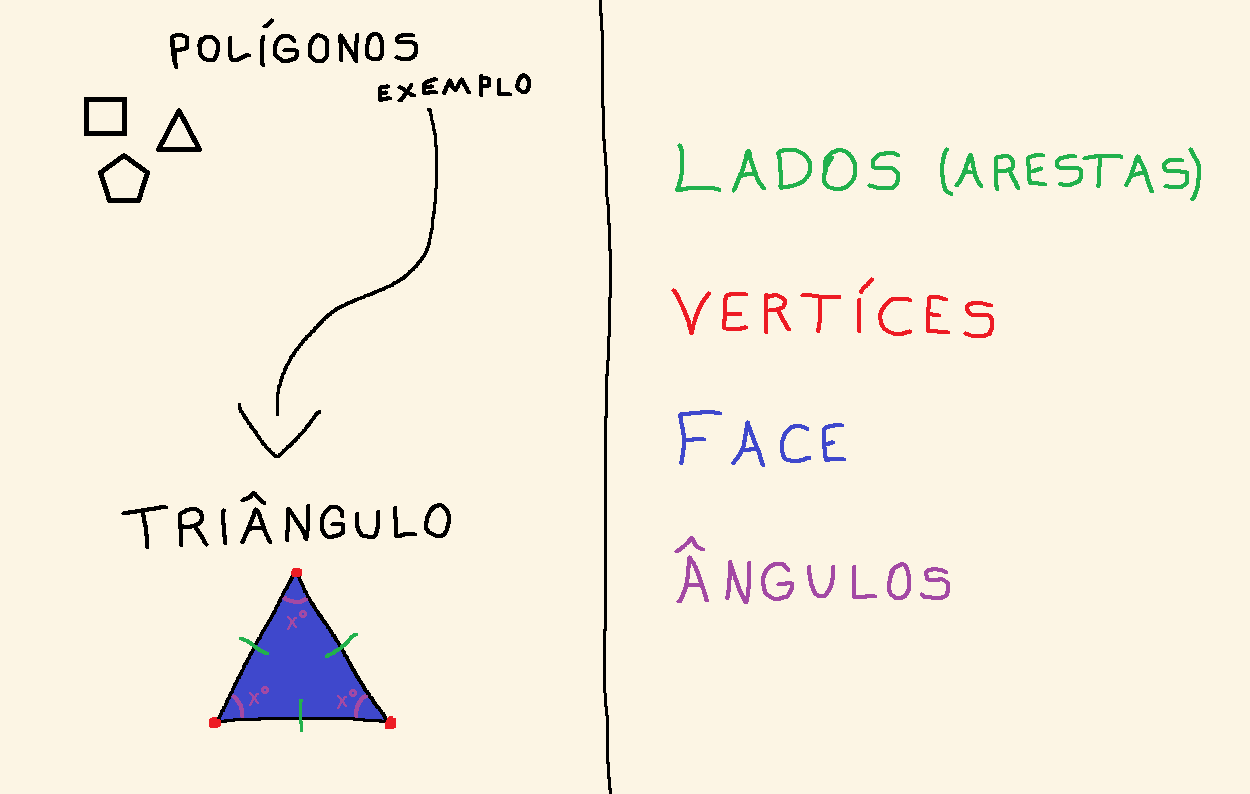 POLÍGONOS
EXEMPLO
TRIÂNGULO
x°
x°
x°
LADOS (ARESTAS)
VERTÍCES
FACE
ÂNGULOS